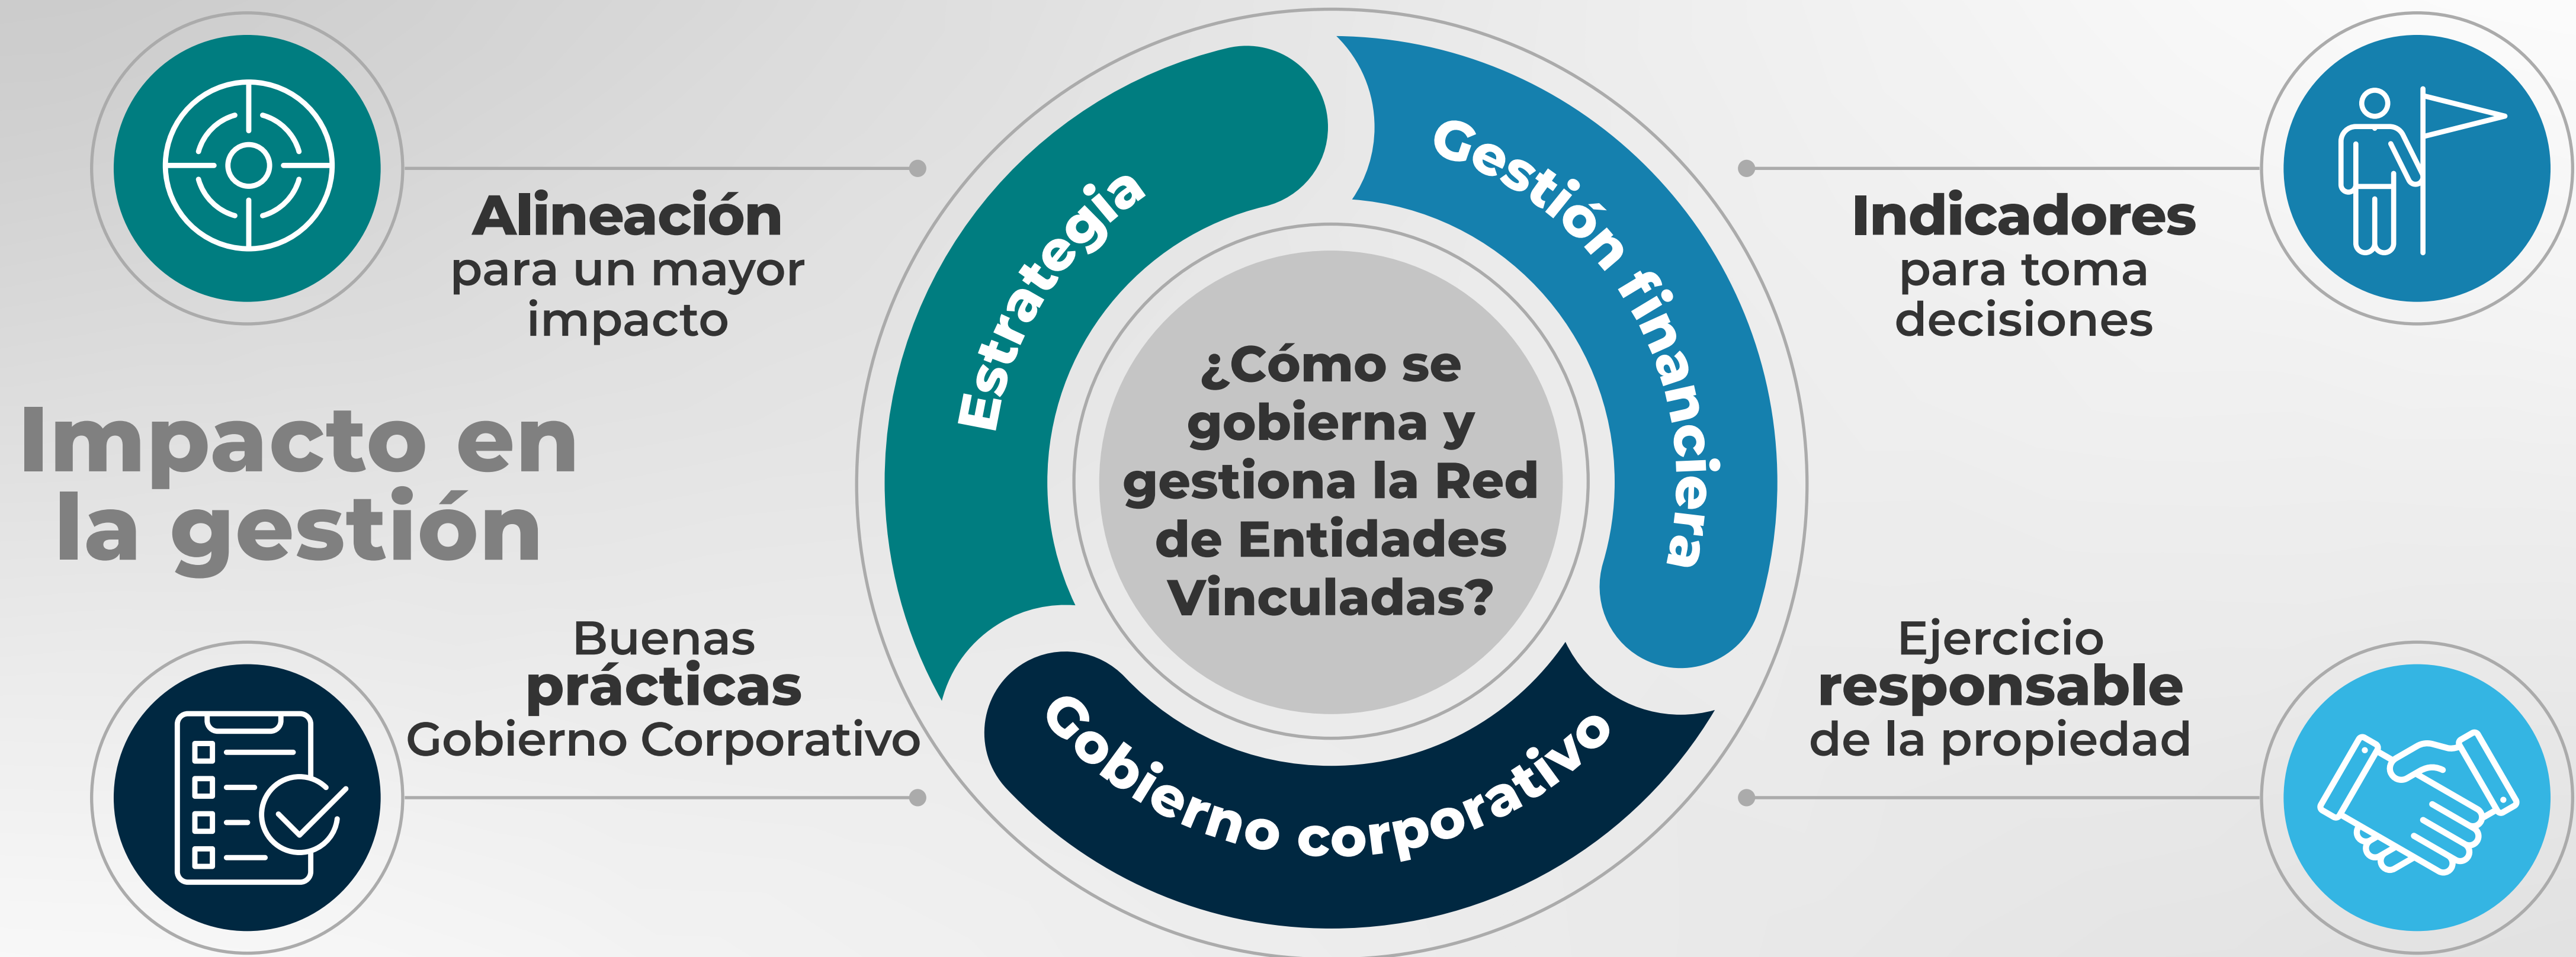 Alineación
para un mayor
impacto
Impacto en
la gestión
Buenas
prácticas
Gobierno Corporativo
Estrategia
Gestión financiera
Gobierno corporativo
¿Cómo se
gobierna y
gestiona la Red
de Entidades
Vinculadas?
Indicadores
para toma
decisiones
Ejercicio
responsable
de la propiedad